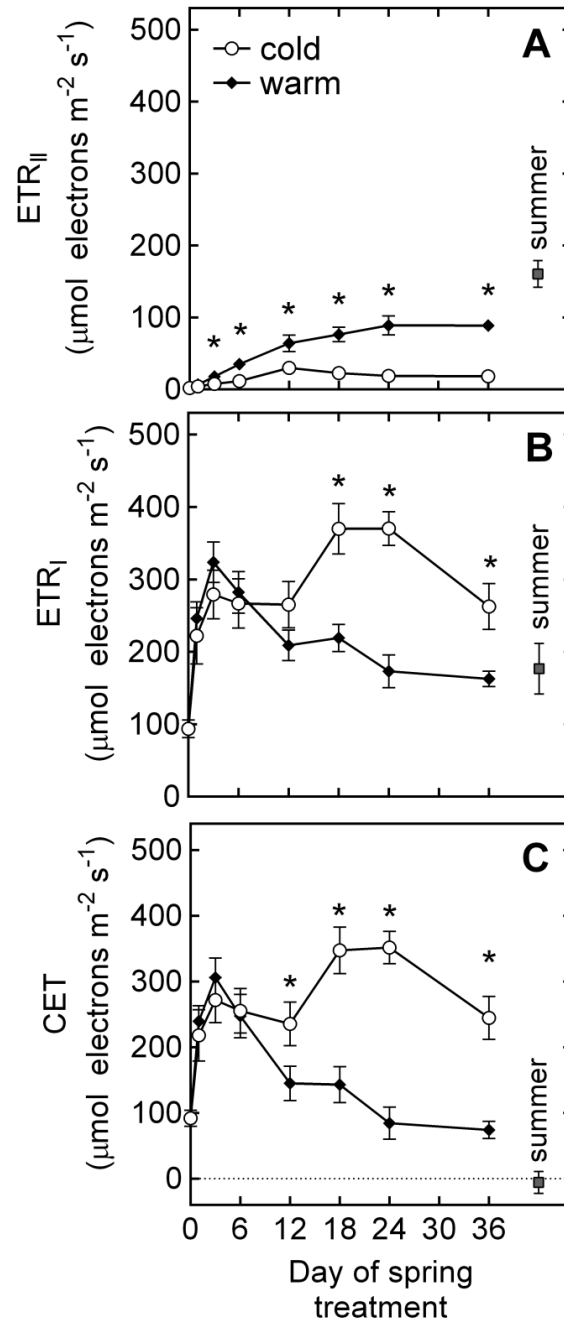 A
cold
warm
500
400
300
200
100
0
ETR_II
(μmol electrons m⁻² s⁻¹)
* * * * * *
summer
B
500
400
300
200
100
0
ETR_I
(μmol electrons m⁻² s⁻¹)
* * *
summer
C
500
400
300
200
100
0
CET
(μmol electrons m⁻² s⁻¹)
* * * *
summer
0 6 12 18 24 30 36
Day of spring
treatment